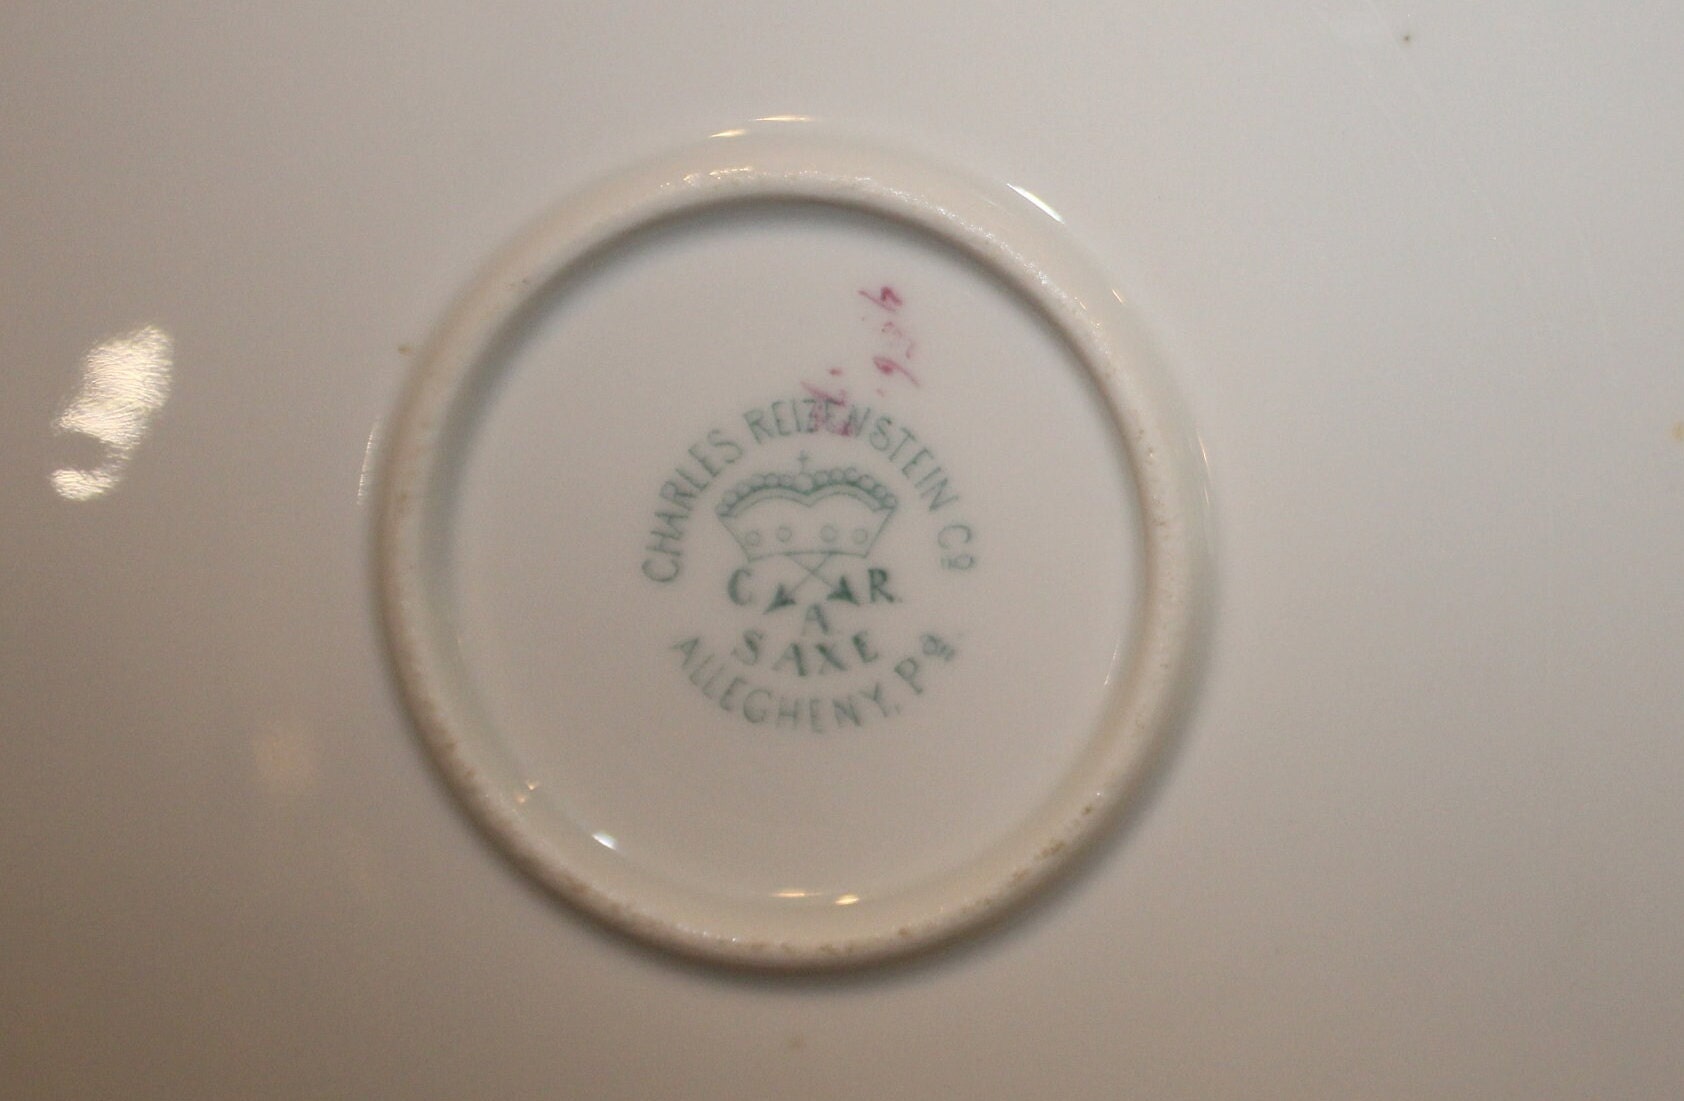 CHARLES REIZENSTEIN Cº
C. R.
A.
SAXE
ALLEGHENY, Pª.